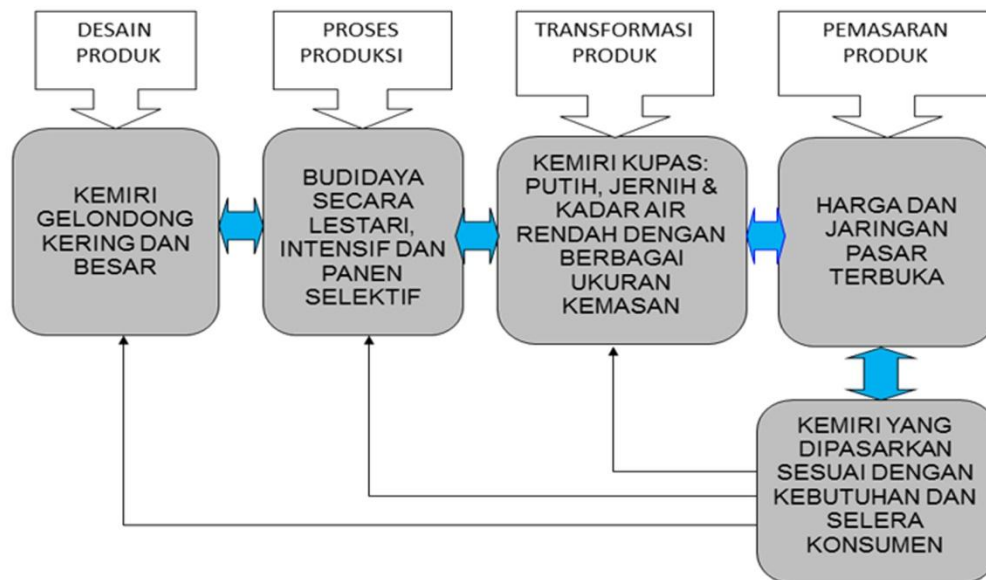 DESAIN
PRODUK
PROSES
PRODUKSI
TRANSFORMASI
PRODUK
PEMASARAN
PRODUK
KEMIRI
GELONDONG
KERING DAN
BESAR
BUDIDAYA
SECARA
LESTARI,
INTENSIF DAN
PANEN
SELEKTIF
KEMIRI KUPAS:
PUTIH, JERNIH &
KADAR AIR
RENDAH DENGAN
BERBAGAI
UKURAN
KEMASAN
HARGA DAN
JARINGAN
PASAR
TERBUKA
KEMIRI YANG
DIPASARKAN
SESUAI DENGAN
KEBUTUHAN DAN
SELERA
KONSUMEN